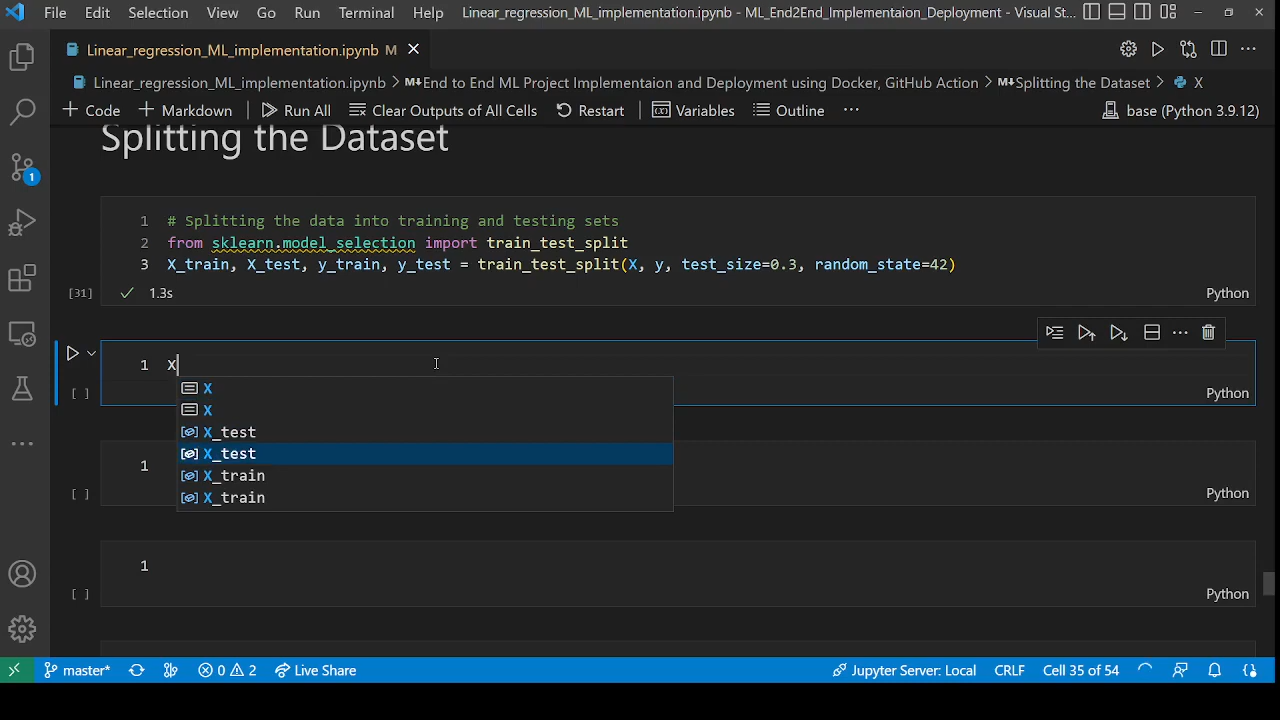 File Edit Selection View Go Run Terminal Help Linear_regression_ML_implementation.ipynb - ML_End2End_Implementaion_Deployment - Visual St...
Linear_regression_ML_implementation.ipynb M
Linear_regression_ML_implementation.ipynb > M↓End to End ML Project Implementaion and Deployment using Docker, GitHub Action > M↓Splitting the Dataset > X
+ Code + Markdown Run All Clear Outputs of All Cells Restart Variables Outline ... base (Python 3.9.12)
Splitting the Dataset
1 # Splitting the data into training and testing sets
2 from sklearn.model_selection import train_test_split
3 X_train, X_test, y_train, y_test = train_test_split(X, y, test_size=0.3, random_state=42)
[31] ✓ 1.3s Python
1 X
X
[ ] Python
X
X_test
X_test
1
X_train
[ ] X_train Python
1
[ ] Python
1
master* 0 2 Live Share Jupyter Server: Local CRLF Cell 35 of 54